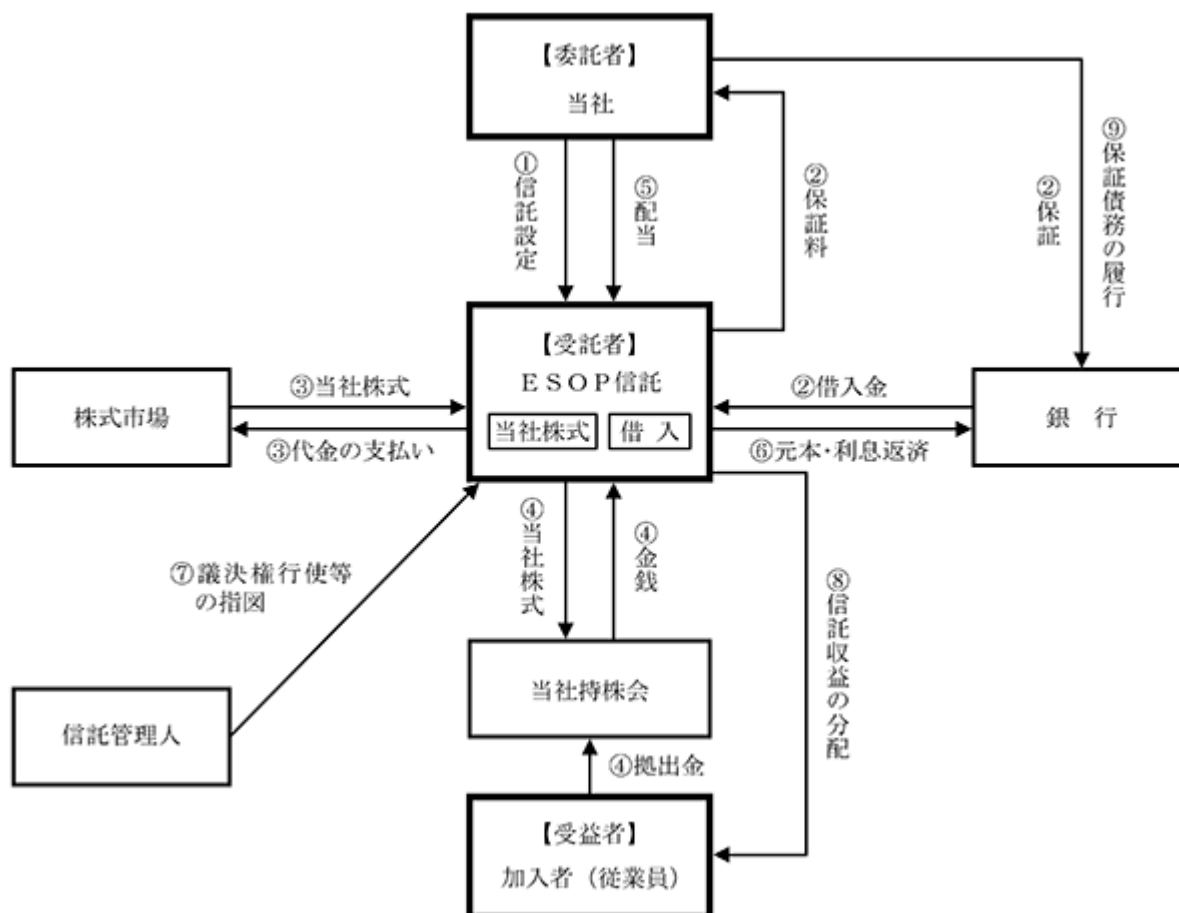 【委託者】
当社
①信託設定
⑤配当
②保証料
②保証
⑨保証債務の履行
【受託者】
ESOP信託
当社株式
借 入
株式市場
③当社株式
③代金の支払い
②借入金
⑥元本・利息返済
銀 行
④当社株式
④金銭
⑦議決権行使等
の指図
⑧信託収益の分配
当社持株会
信託管理人
④拠出金
【受益者】
加入者(従業員)